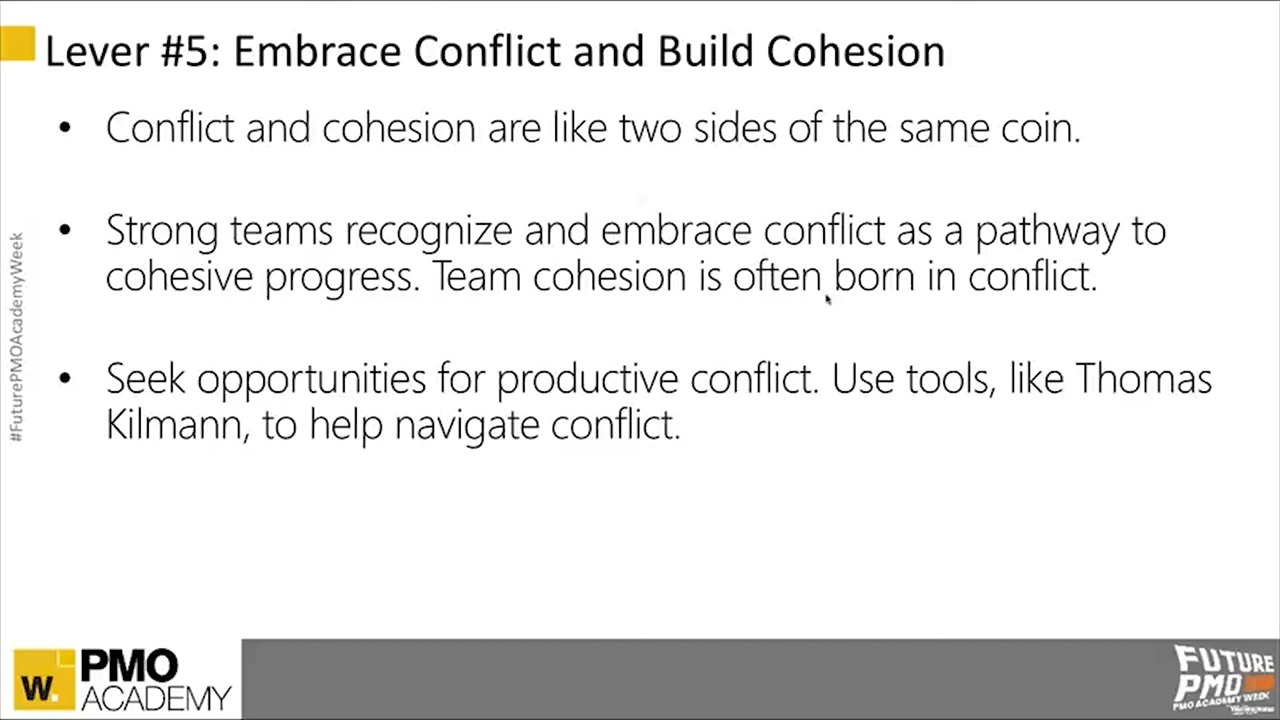 Lever #5: Embrace Conflict and Build Cohesion
• Conflict and cohesion are like two sides of the same coin.
• Strong teams recognize and embrace conflict as a pathway to
cohesive progress. Team cohesion is often born in conflict.
• Seek opportunities for productive conflict. Use tools, like Thomas
Kilmann, to help navigate conflict.
#FuturePMOAcademyWeek
w.
PMO
ACADEMY
FUTURE
PMO
PMO ACADEMY WEEK